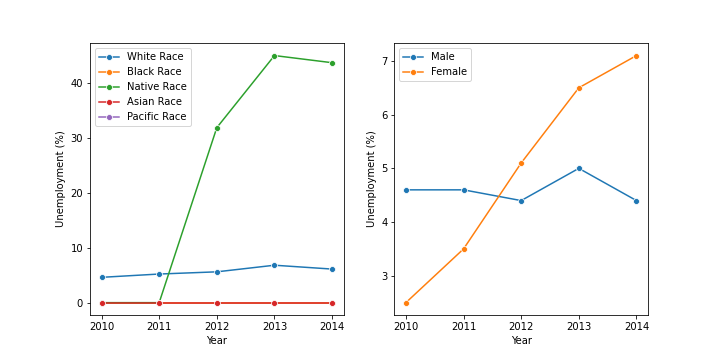 White Race
Black Race
Native Race
Asian Race
Pacific Race
Unemployment (%)
40
30
20
10
0
2010 2011 2012 2013 2014
Year
Male
Female
Unemployment (%)
7
6
5
4
3
2010 2011 2012 2013 2014
Year